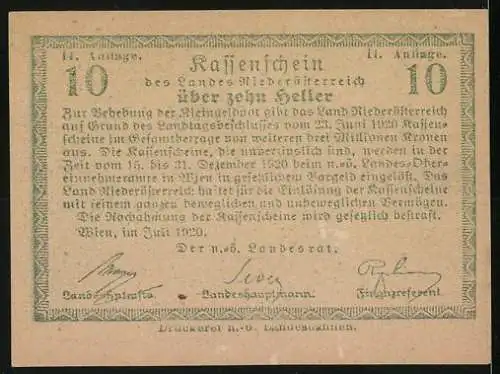 II. Auflage. II. Auflage.
10 Kassenschein 10
des Landes Niederösterreich
über zehn Heller
Zur Behebung der Kleingeldnot gibt das Land Niederösterreich
auf Grund des Landtagsbeschlusses vom 23. Juni 1920 Kassen-
scheine im Gesamtbetrage von weiteren drei Millionen Kronen
aus. Die Kassenscheine, die unverzinslich sind, werden in der
Zeit vom 15. bis 31. Dezember 1920 beim n.-ö. Landes-Ober-
einnehmeramte in Wien in gesetzlichem Bargeld eingelöst. Das
Land Niederösterreich haftet für die Einlösung der Kassenscheine
mit seinem ganzen beweglichen und unbeweglichen Vermögen.
Die Nachahmung der Kassenscheine wird gesetzlich bestraft.
Wien, im Juli 1920.
Der n.-ö. Landesrat.
Sever
Landeshauptmann. Finanzreferent.
Druckerei n.-ö. Landesbahnen.